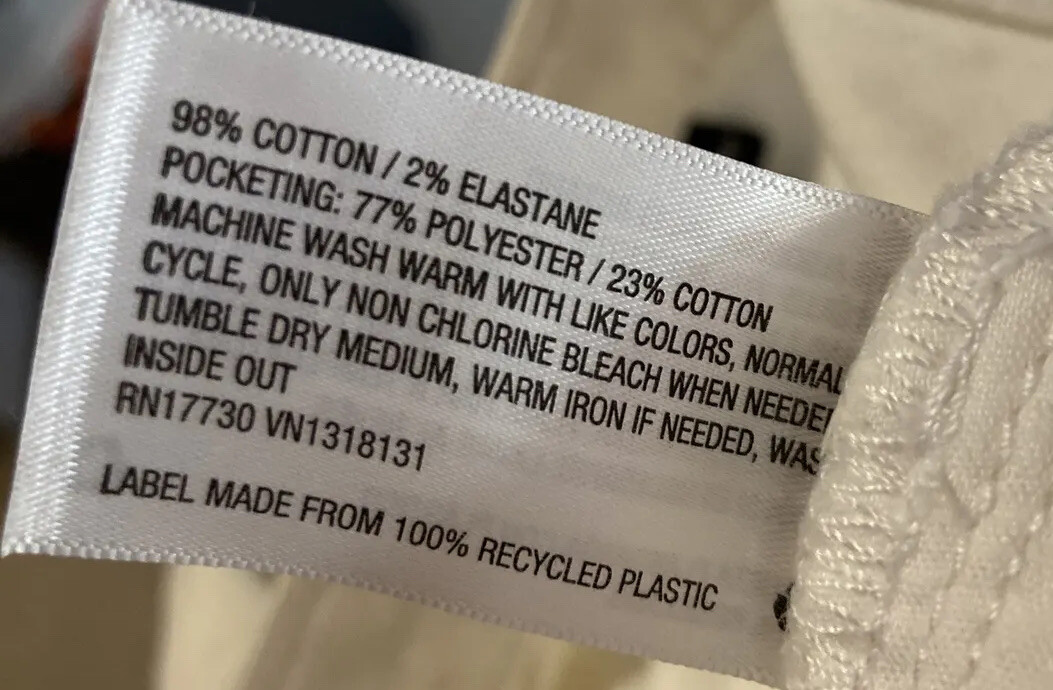 98% COTTON / 2% ELASTANE
POCKETING: 77% POLYESTER / 23% COTTON
MACHINE WASH WARM WITH LIKE COLORS, NORMAL
CYCLE, ONLY NON CHLORINE BLEACH WHEN NEEDE
TUMBLE DRY MEDIUM, WARM IRON IF NEEDED, WAS
INSIDE OUT
RN17730 VN1318131
LABEL MADE FROM 100% RECYCLED PLASTIC